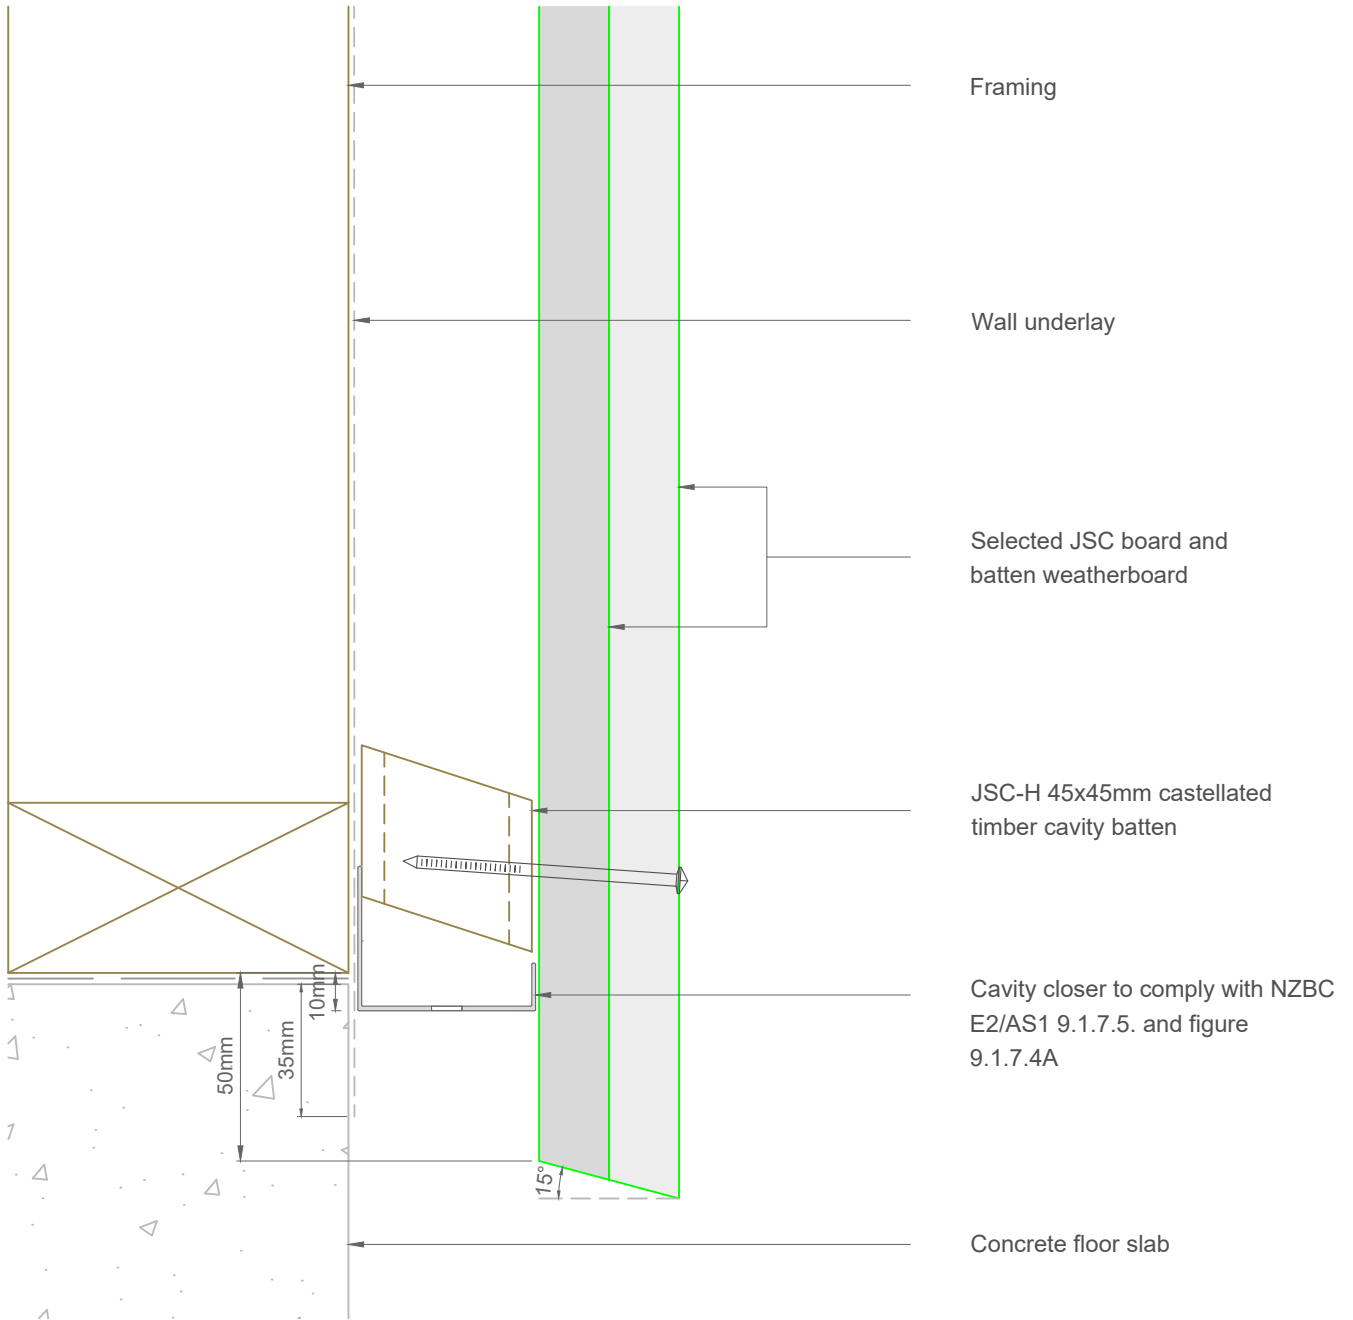 Framing
Wall underlay
Selected JSC board and
batten weatherboard
JSC-H 45x45mm castellated
timber cavity batten
10mm
Cavity closer to comply with NZBC
E2/AS1 9.1.7.5. and figure
9.1.7.4A
35mm
50mm
15°
Concrete floor slab